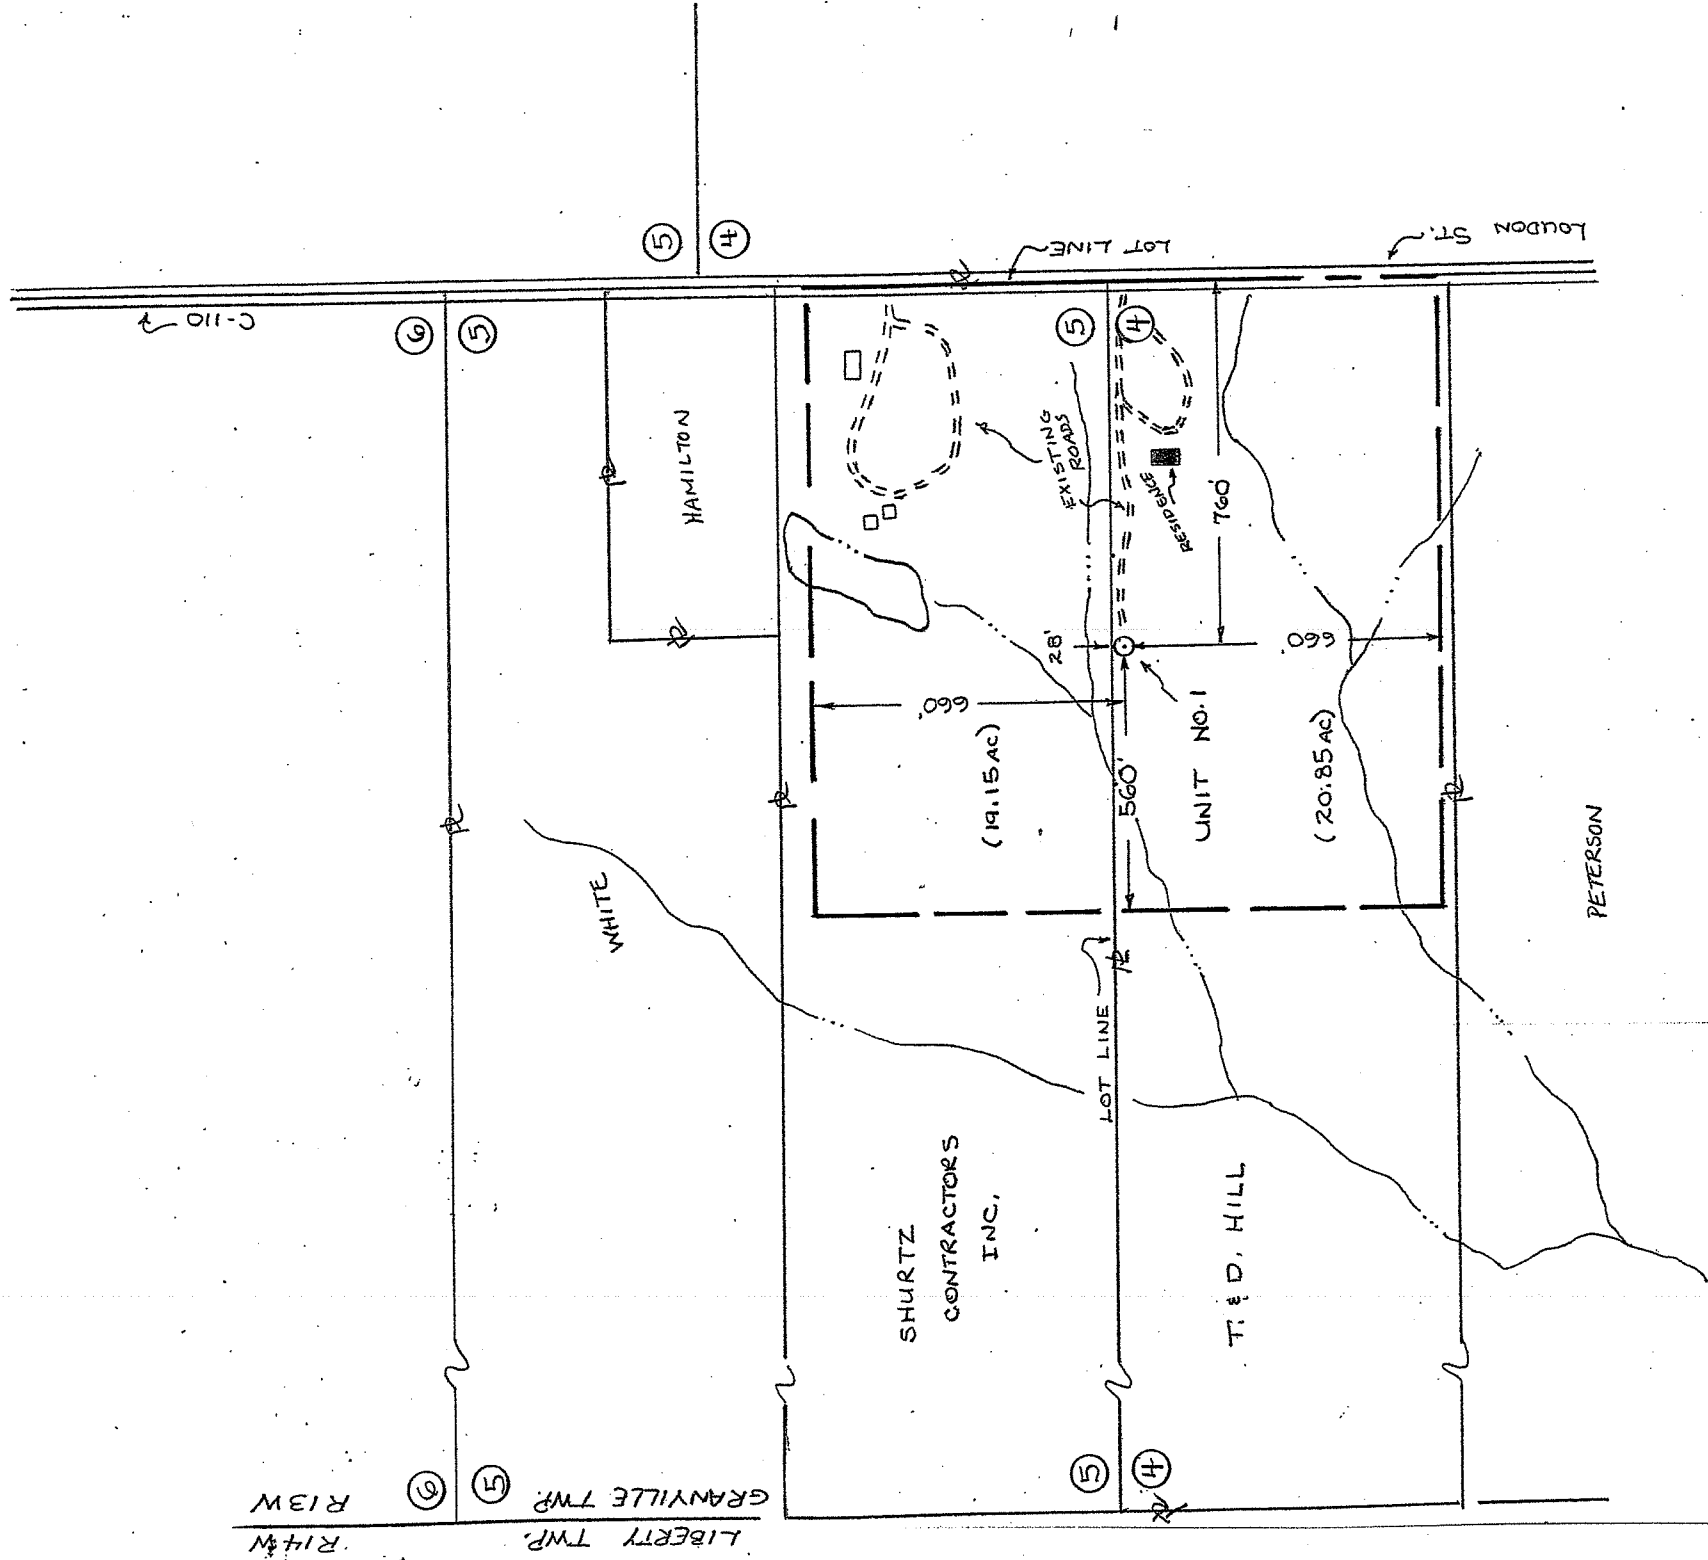 LOUDON ST.
LOT LINE
C-110
5
4
6
5
5
4
HAMILTON
EXISTING
ROADS
RESIDENCE
760'
28'
660'
660'
560'
UNIT NO. 1
(19.15 AC)
(20.85 AC)
WHITE
PETERSON
LOT LINE
SHURTZ
CONTRACTORS
INC.
T. & D. HILL
6
5
5
4
R13W
GRANVILLE TWP.
R14W
LIBERTY TWP.